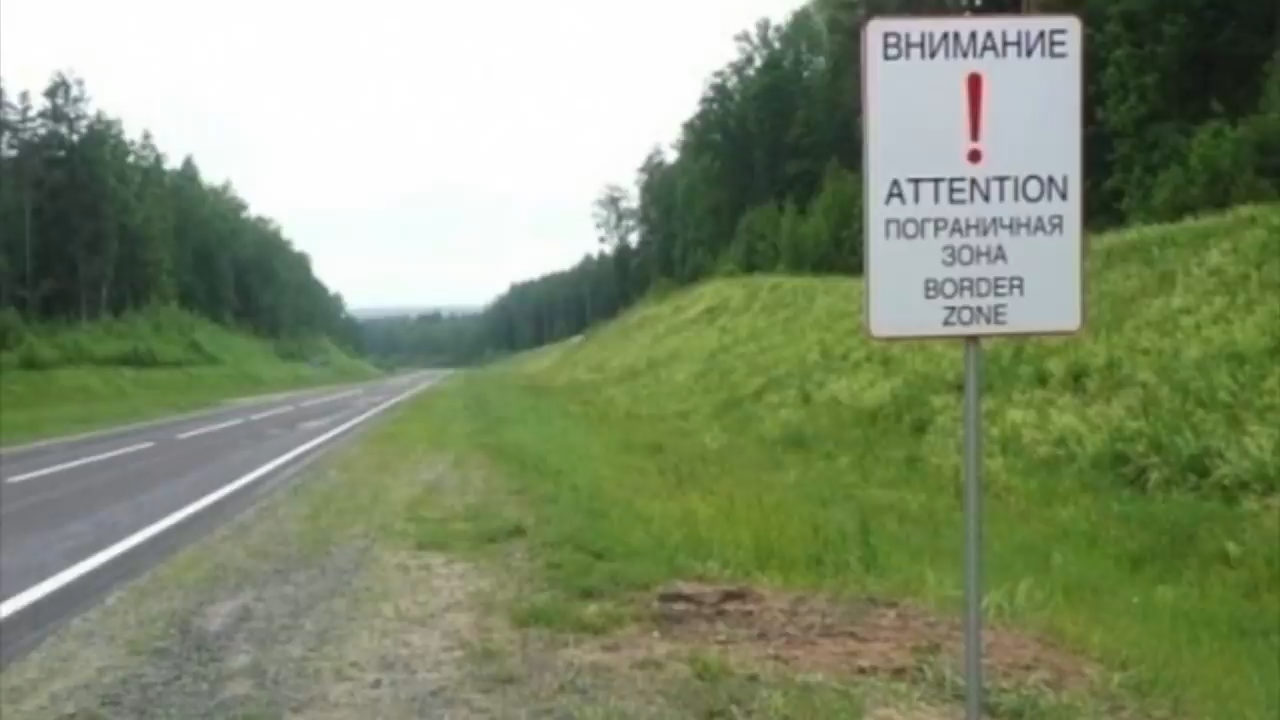 ВНИМАНИЕ
!
ATTENTION
ПОГРАНИЧНАЯ
ЗОНА
BORDER
ZONE